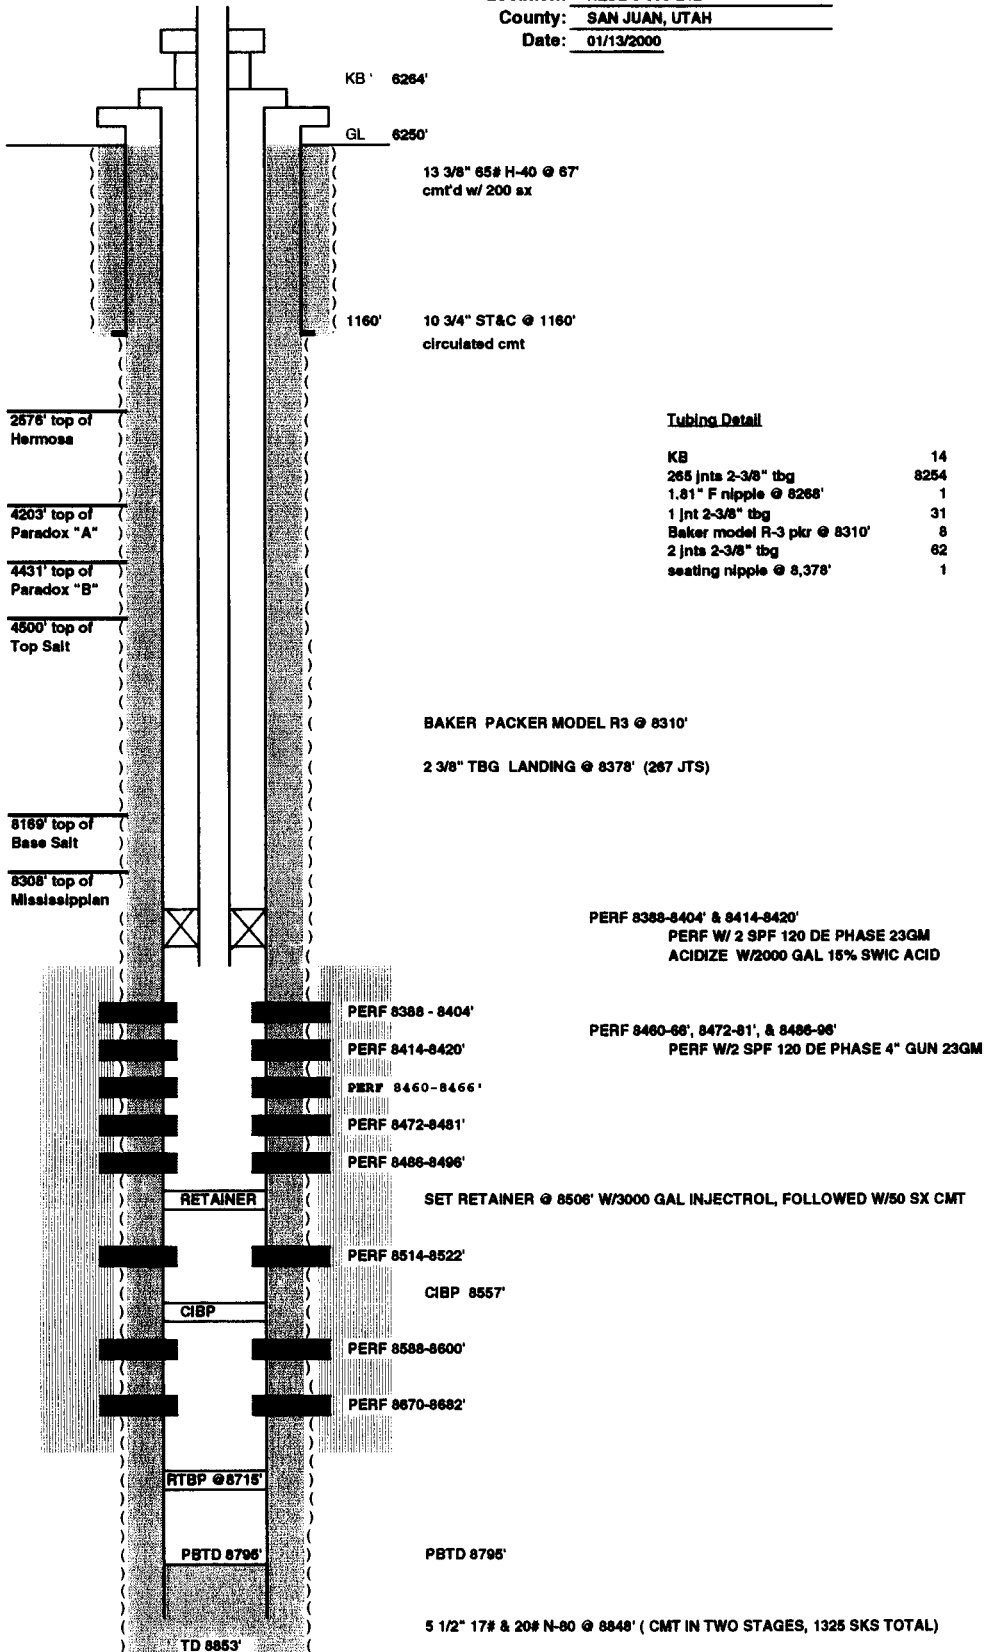 County: SAN JUAN, UTAH
Date: 01/13/2000
KB ' 6264'
GL 6250'
13 3/8" 65# H-40 @ 67'
cmt'd w/ 200 sx
1160' 10 3/4" ST&C @ 1160'
circulated cmt
2576' top of
Hermosa
Tubing Detail
KB 14
265 jnts 2-3/8" tbg 8254
1.81" F nipple @ 8268' 1
1 jnt 2-3/8" tbg 31
Baker model R-3 pkr @ 8310' 8
2 jnts 2-3/8" tbg 62
seating nipple @ 8,378' 1
4203' top of
Paradox "A"
4431' top of
Paradox "B"
4500' top of
Top Salt
BAKER PACKER MODEL R3 @ 8310'
2 3/8" TBG LANDING @ 8378' (267 JTS)
8169' top of
Base Salt
8308' top of
Mississippian
PERF 8388-8404' & 8414-8420'
PERF W/ 2 SPF 120 DE PHASE 23GM
ACIDIZE W/2000 GAL 15% SWIC ACID
PERF 8388 - 8404'
PERF 8460-66', 8472-81', & 8486-96'
PERF W/2 SPF 120 DE PHASE 4" GUN 23GM
PERF 8414-8420'
PERF 8460-8466'
PERF 8472-8481'
PERF 8486-8496'
RETAINER
SET RETAINER @ 8506' W/3000 GAL INJECTROL, FOLLOWED W/50 SX CMT
PERF 8514-8522'
CIBP 8557'
CIBP
PERF 8588-8600'
PERF 8670-8682'
RTBP @8715'
PBTD 8795'
PBTD 8795'
5 1/2" 17# & 20# N-80 @ 8848' ( CMT IN TWO STAGES, 1325 SKS TOTAL)
TD 8853'